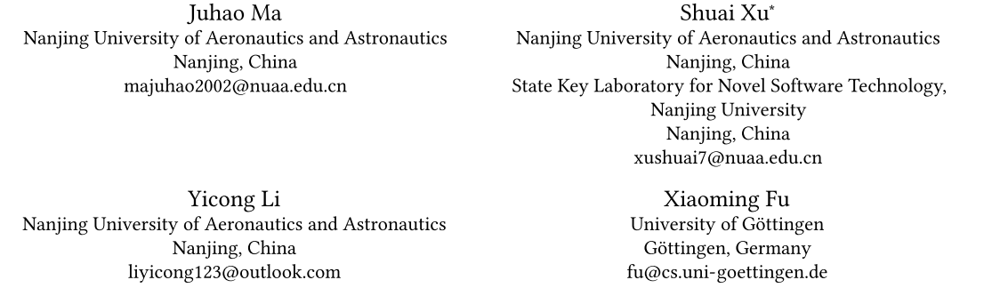 Juhao Ma
Nanjing University of Aeronautics and Astronautics
Nanjing, China
majuhao2002@nuaa.edu.cn
Shuai Xu*
Nanjing University of Aeronautics and Astronautics
Nanjing, China
State Key Laboratory for Novel Software Technology,
Nanjing University
Nanjing, China
xushuai7@nuaa.edu.cn
Yicong Li
Nanjing University of Aeronautics and Astronautics
Nanjing, China
liyicong123@outlook.com
Xiaoming Fu
University of Göttingen
Göttingen, Germany
fu@cs.uni-goettingen.de